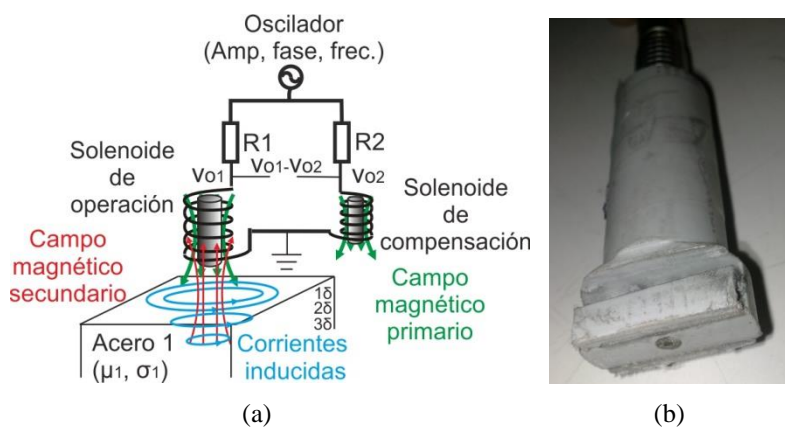 Oscilador
(Amp, fase, frec.)
R1
R2
Solenoide
de
operación
Vo1
Vo1-Vo2
Vo2
Solenoide
de
compensación
Campo
magnético
secundario
Campo
magnético
primario
1δ
2δ
3δ
Acero 1
(μ1, σ1)
Corrientes
inducidas
(a)
(b)